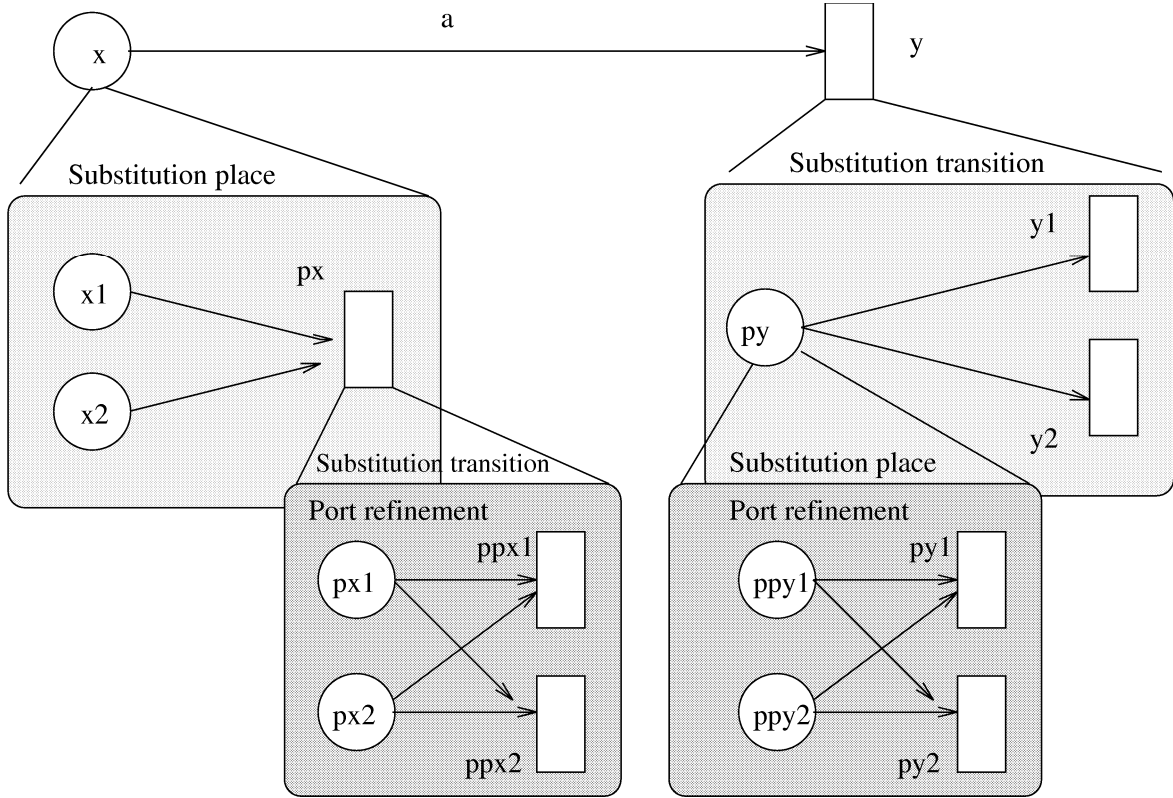 a
x
y
Substitution place
Substitution transition
x1
px
x2
y1
py
y2
Substitution transition
Port refinement
px1
ppx1
px2
ppx2
Substitution place
Port refinement
ppy1
py1
ppy2
py2